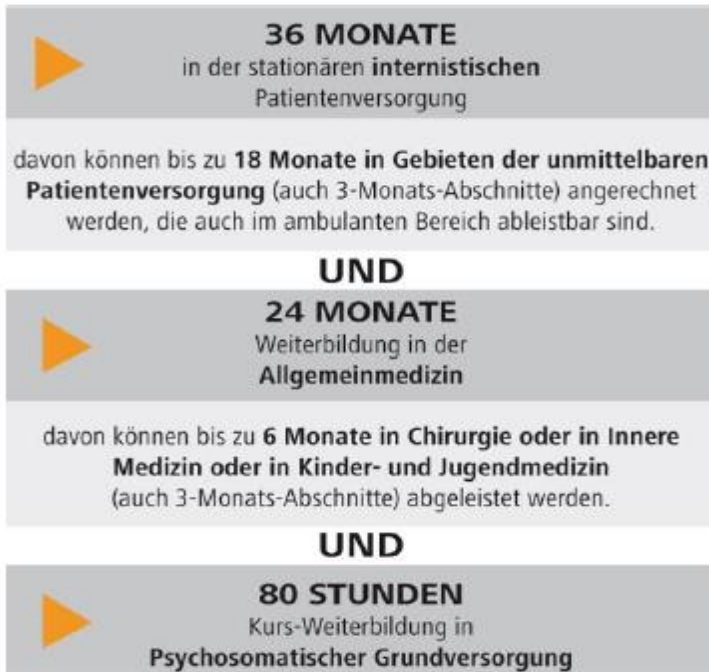 36 MONATE
in der stationären internistischen
Patientenversorgung
davon können bis zu 18 Monate in Gebieten der unmittelbaren
Patientenversorgung (auch 3-Monats-Abschnitte) angerechnet
werden, die auch im ambulanten Bereich ableistbar sind.
UND
24 MONATE
Weiterbildung in der
Allgemeinmedizin
davon können bis zu 6 Monate in Chirurgie oder in Innere
Medizin oder in Kinder- und Jugendmedizin
(auch 3-Monats-Abschnitte) abgeleistet werden.
UND
80 STUNDEN
Kurs-Weiterbildung in
Psychosomatischer Grundversorgung